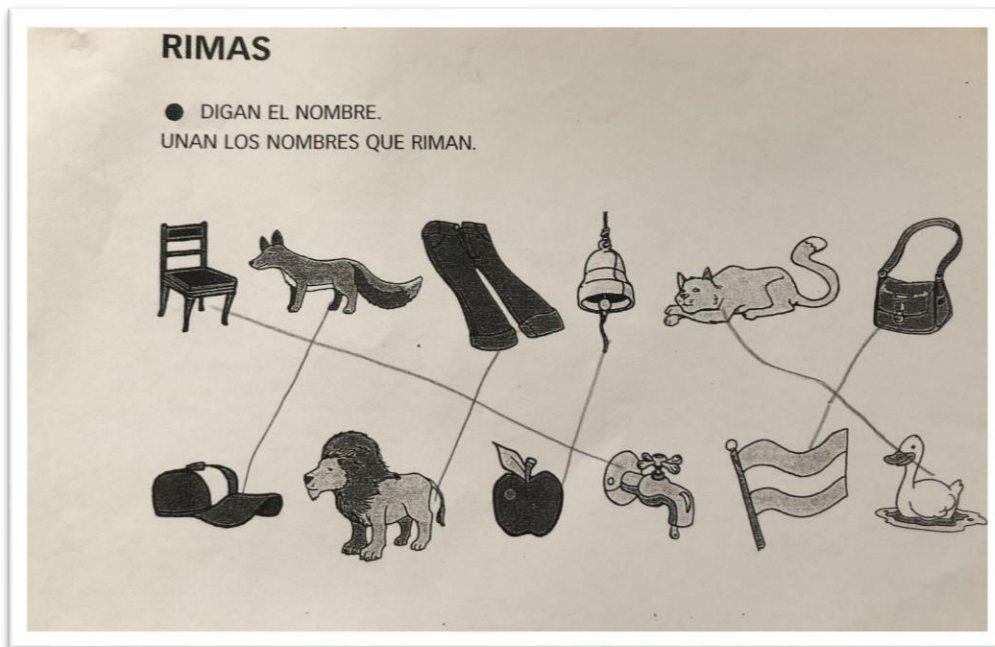 RIMAS
● DIGAN EL NOMBRE.
UNAN LOS NOMBRES QUE RIMAN.